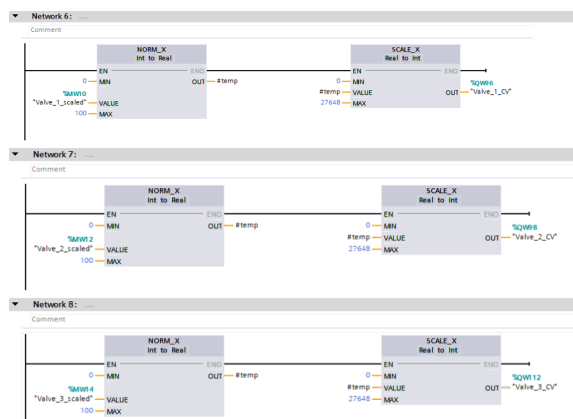 Network 6: ....
Comment
NORM_X
Int to Real
SCALE_X
Real to Int
EN ENO
EN ENO
0 MIN OUT #temp
0 MIN
%QW96
%MW10
"Valve_1_scaled" VALUE
#temp VALUE OUT "Valve_1_CV"
100 MAX
27648 MAX
Network 7: ....
Comment
NORM_X
Int to Real
SCALE_X
Real to Int
EN ENO
EN ENO
0 MIN OUT #temp
0 MIN
%QW98
%MW12
"Valve_2_scaled" VALUE
#temp VALUE OUT "Valve_2_CV"
100 MAX
27648 MAX
Network 8: ....
Comment
NORM_X
Int to Real
SCALE_X
Real to Int
EN ENO
EN ENO
0 MIN OUT #temp
0 MIN
%QW112
%MW14
"Valve_3_scaled" VALUE
#temp VALUE OUT "Valve_3_CV"
100 MAX
27648 MAX